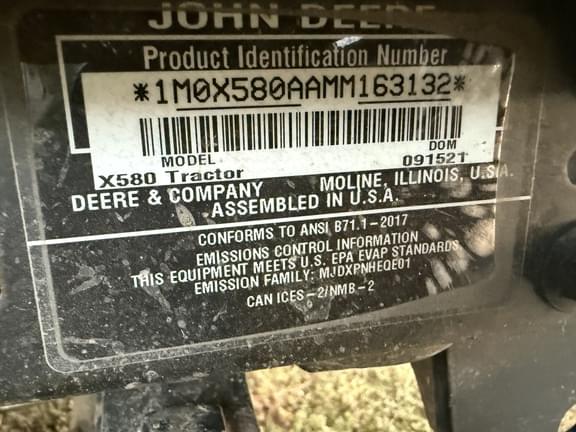 JOHN DEERE
Product Identification Number
*1M0X580AAMM163132*
MODEL DOM
X580 Tractor 091521
DEERE & COMPANY MOLINE, ILLINOIS, U.S.A.
ASSEMBLED IN U.S.A.
CONFORMS TO ANSI B71.1-2017
EMISSIONS CONTROL INFORMATION
THIS EQUIPMENT MEETS U.S. EPA EVAP STANDARDS
EMISSION FAMILY: MJDXPNHEQE01
CAN ICES-2/NMB-2